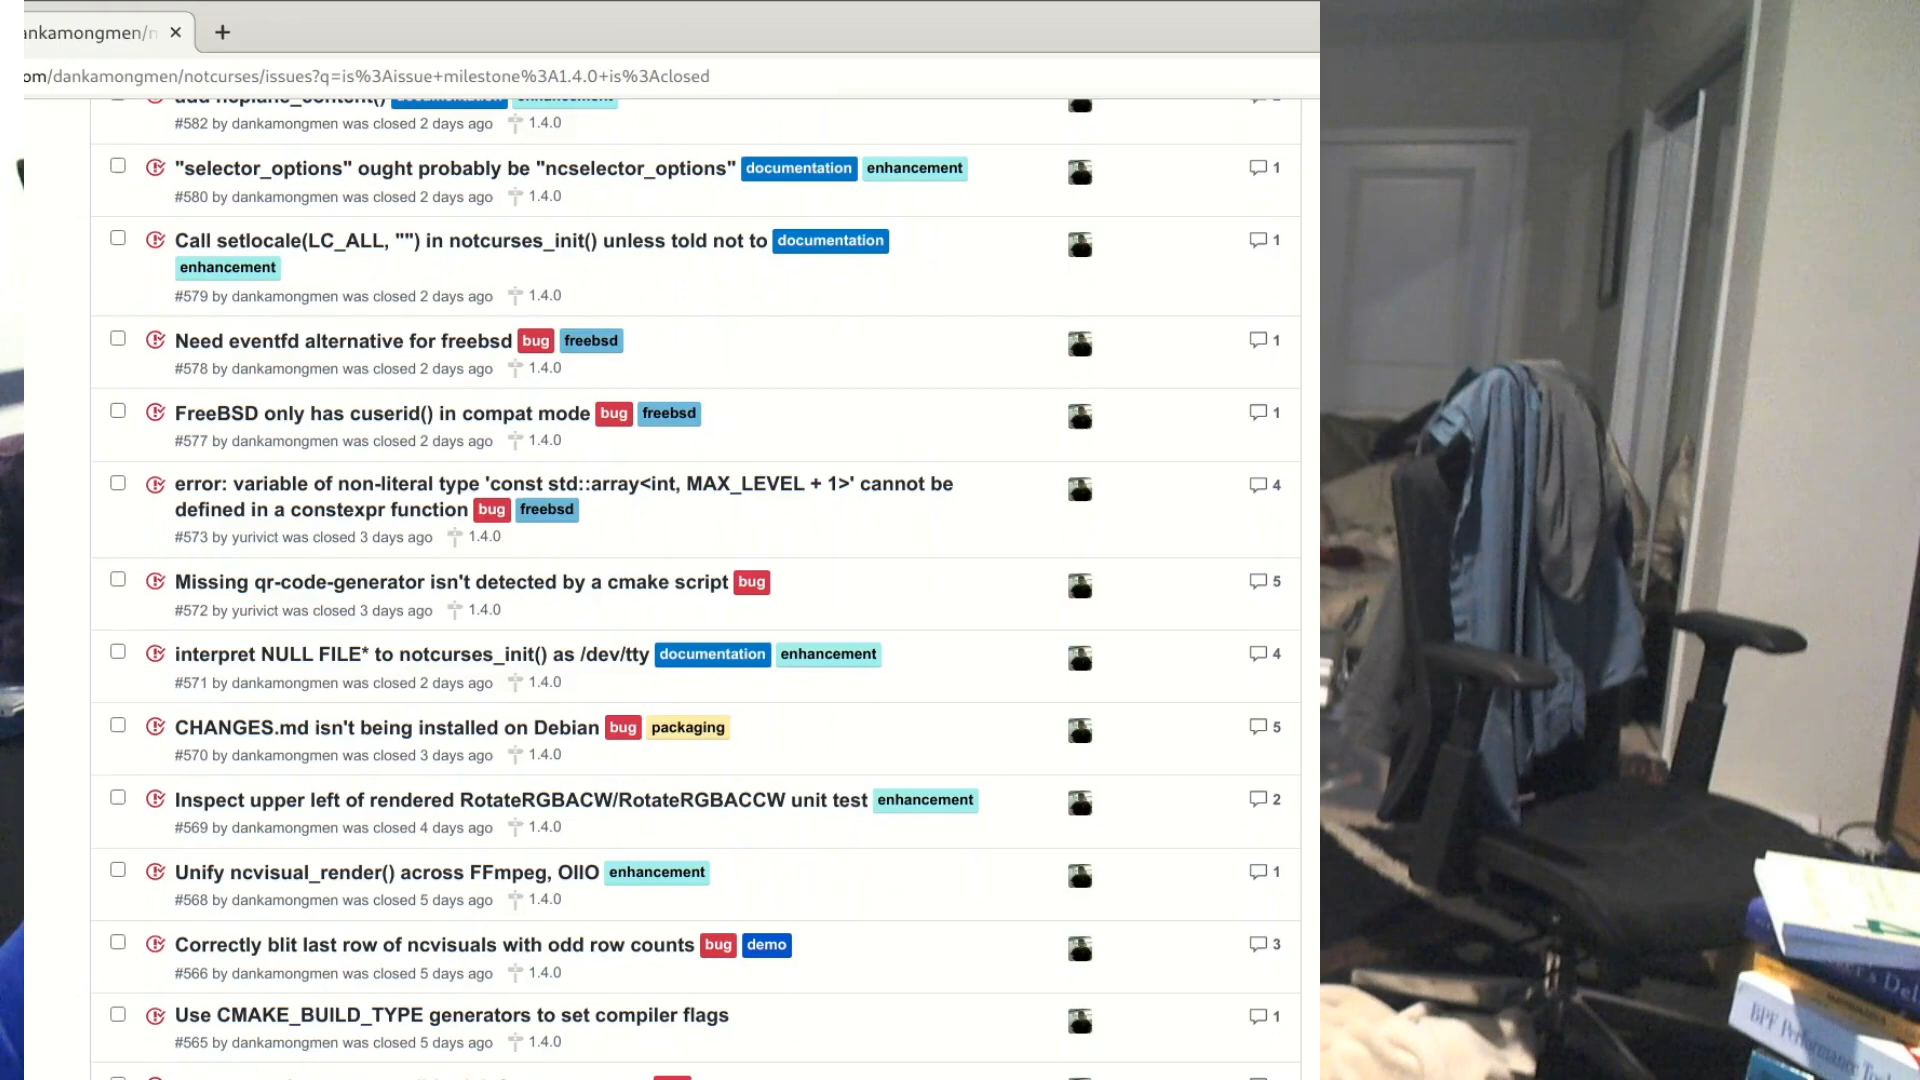 ankamongmen/n
om/dankamongmen/notcurses/issues?q=is%3Aissue+milestone%3A1.4.0+is%3Aclosed
add ncplane_content() documentation enhancement
#582 by dankamongmen was closed 2 days ago 1.4.0
"selector_options" ought probably be "ncselector_options" documentation enhancement 1
#580 by dankamongmen was closed 2 days ago 1.4.0
Call setlocale(LC_ALL, "") in notcurses_init() unless told not to documentation 1
enhancement
#579 by dankamongmen was closed 2 days ago 1.4.0
Need eventfd alternative for freebsd bug freebsd 1
#578 by dankamongmen was closed 2 days ago 1.4.0
FreeBSD only has cuserid() in compat mode bug freebsd 1
#577 by dankamongmen was closed 2 days ago 1.4.0
error: variable of non-literal type 'const std::array<int, MAX_LEVEL + 1>' cannot be 4
defined in a constexpr function bug freebsd
#573 by yurivict was closed 3 days ago 1.4.0
Missing qr-code-generator isn't detected by a cmake script bug 5
#572 by yurivict was closed 3 days ago 1.4.0
interpret NULL FILE* to notcurses_init() as /dev/tty documentation enhancement 4
#571 by dankamongmen was closed 2 days ago 1.4.0
CHANGES.md isn't being installed on Debian bug packaging 5
#570 by dankamongmen was closed 3 days ago 1.4.0
Inspect upper left of rendered RotateRGBACW/RotateRGBACCW unit test enhancement 2
#569 by dankamongmen was closed 4 days ago 1.4.0
Unify ncvisual_render() across FFmpeg, OIIO enhancement 1
#568 by dankamongmen was closed 5 days ago 1.4.0
Correctly blit last row of ncvisuals with odd row counts bug demo 3
#566 by dankamongmen was closed 5 days ago 1.4.0
Use CMAKE_BUILD_TYPE generators to set compiler flags 1
#565 by dankamongmen was closed 5 days ago 1.4.0
BPF Performance